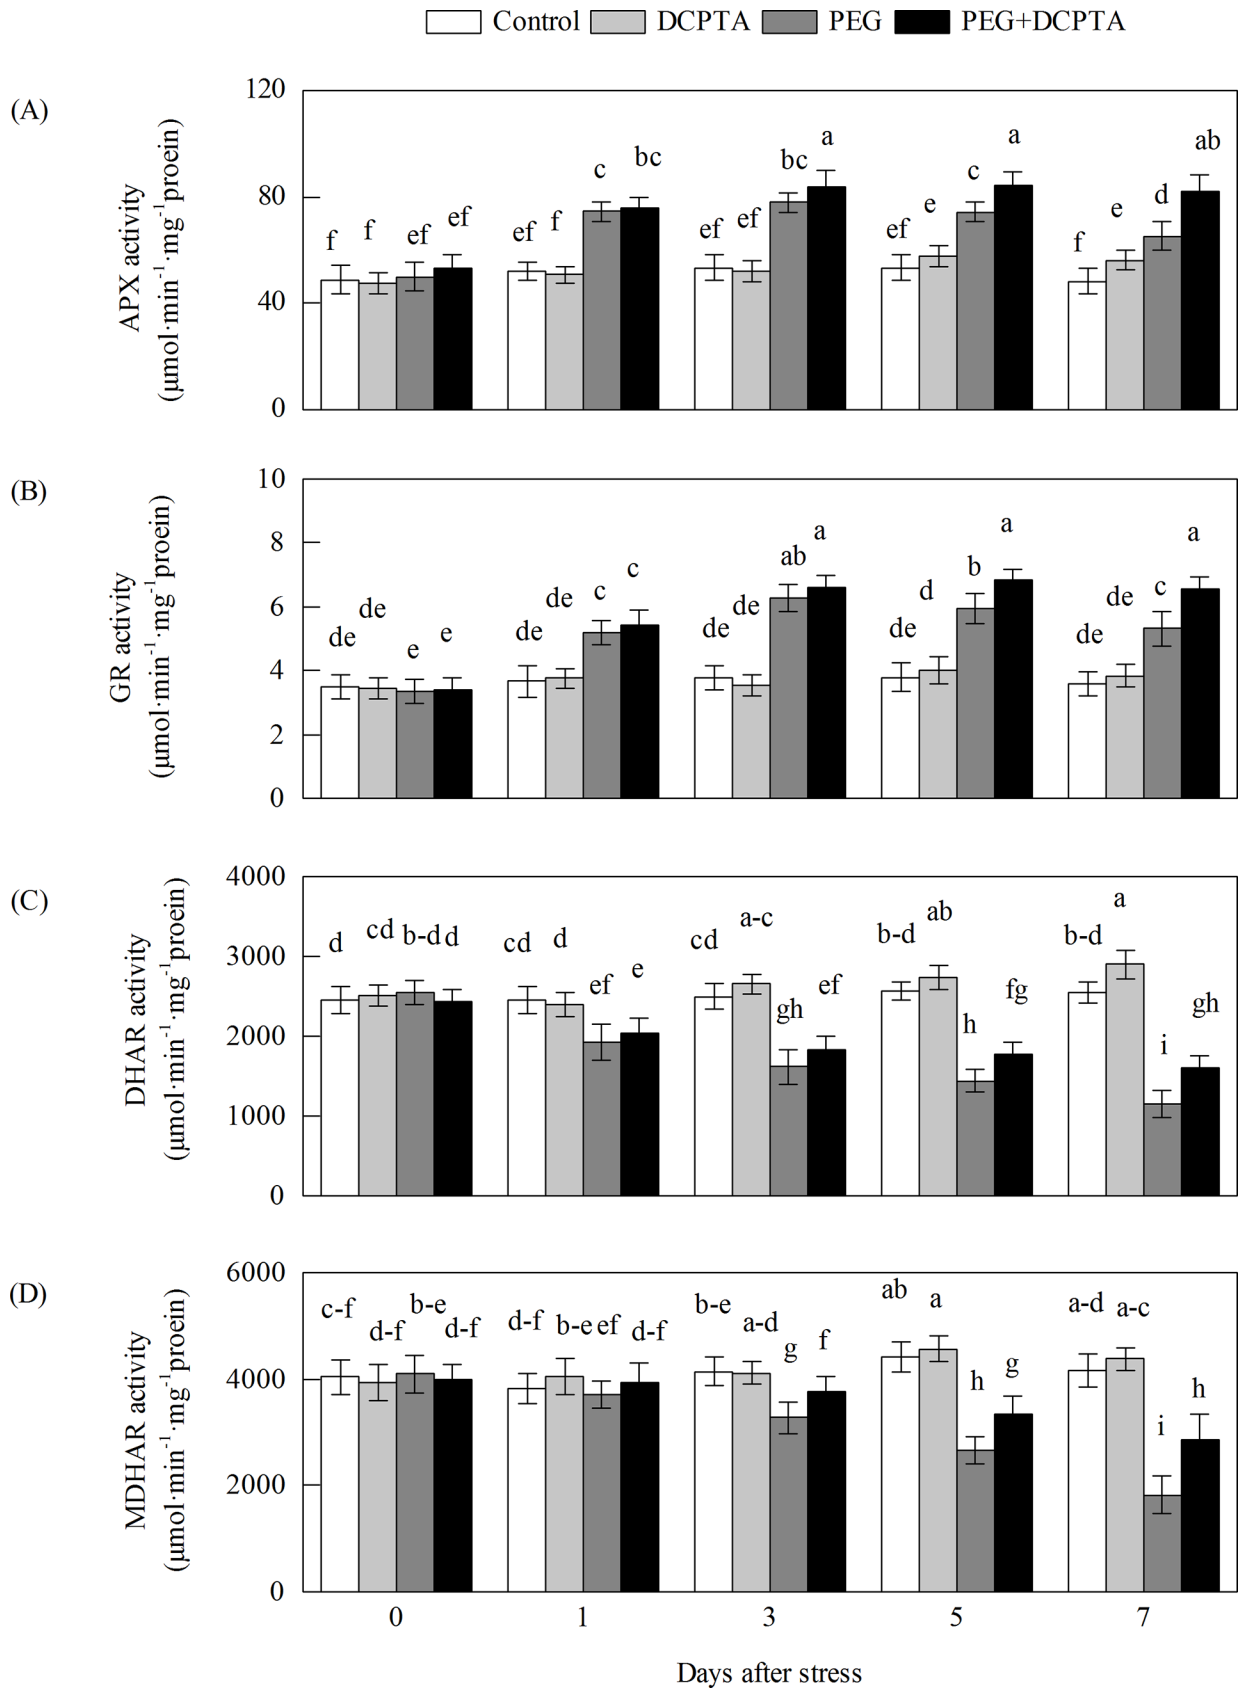 Control DCPTA PEG PEG+DCPTA
(A)
APX activity
(μmol·min⁻¹·mg⁻¹proein)
120
80
40
0
f f ef ef ef f c bc ef ef bc a ef e c a f e d ab
(B)
GR activity
(μmol·min⁻¹·mg⁻¹proein)
10
8
6
4
2
0
de de e e de de c c de de ab a de d b a de de c a
(C)
DHAR activity
(μmol·min⁻¹·mg⁻¹proein)
4000
3000
2000
1000
0
d cd b-d d cd d ef e cd a-c gh ef b-d ab h fg b-d a i gh
(D)
MDHAR activity
(μmol·min⁻¹·mg⁻¹proein)
6000
4000
2000
0
c-f d-f b-e d-f d-f b-e ef d-f b-e a-d g f ab a h g a-d a-c i h
0 1 3 5 7
Days after stress